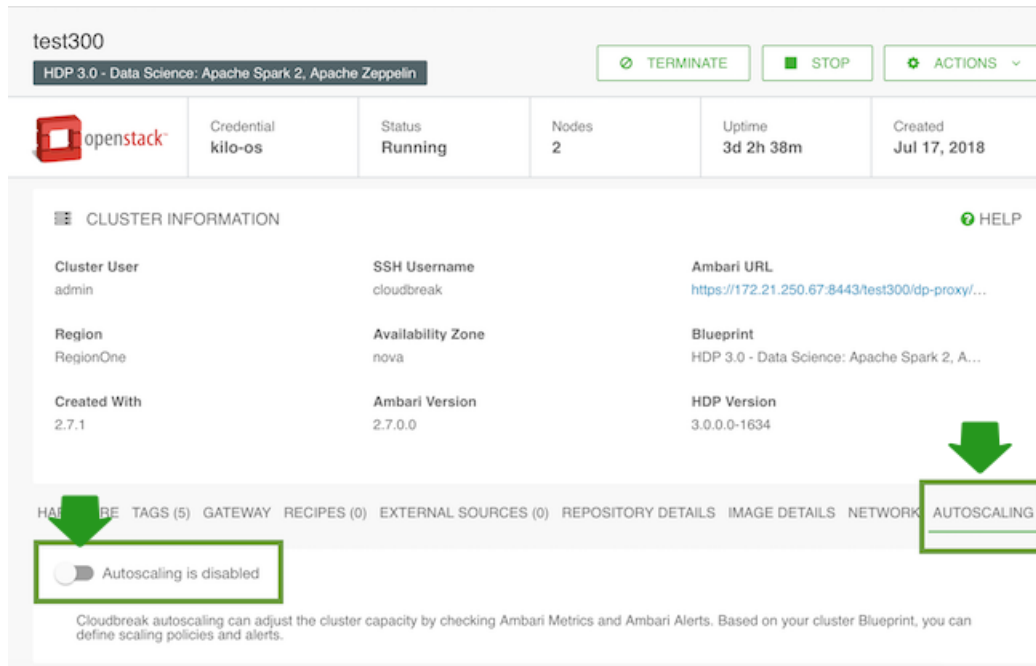 test300
HDP 3.0 - Data Science: Apache Spark 2, Apache Zeppelin
TERMINATE
STOP
ACTIONS
openstack
Credential
kilo-os
Status
Running
Nodes
2
Uptime
3d 2h 38m
Created
Jul 17, 2018
CLUSTER INFORMATION
HELP
Cluster User
admin
SSH Username
cloudbreak
Ambari URL
https://172.21.250.67:8443/test300/dp-proxy/...
Region
RegionOne
Availability Zone
nova
Blueprint
HDP 3.0 - Data Science: Apache Spark 2, A...
Created With
2.7.1
Ambari Version
2.7.0.0
HDP Version
3.0.0.0-1634
TAGS (5) GATEWAY RECIPES (0) EXTERNAL SOURCES (0) REPOSITORY DETAILS IMAGE DETAILS NETWORK AUTOSCALING
Autoscaling is disabled
Cloudbreak autoscaling can adjust the cluster capacity by checking Ambari Metrics and Ambari Alerts. Based on your cluster Blueprint, you can
define scaling policies and alerts.